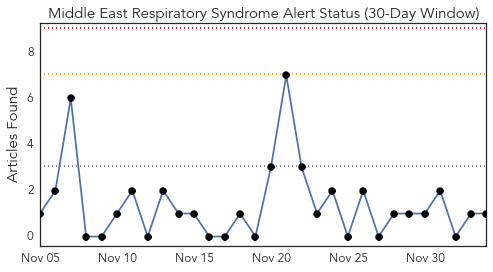 Middle East Respiratory Syndrome Alert Status (30-Day Window)
Articles Found
8
6
4
2
0
Nov 05
Nov 10
Nov 15
Nov 20
Nov 25
Nov 30